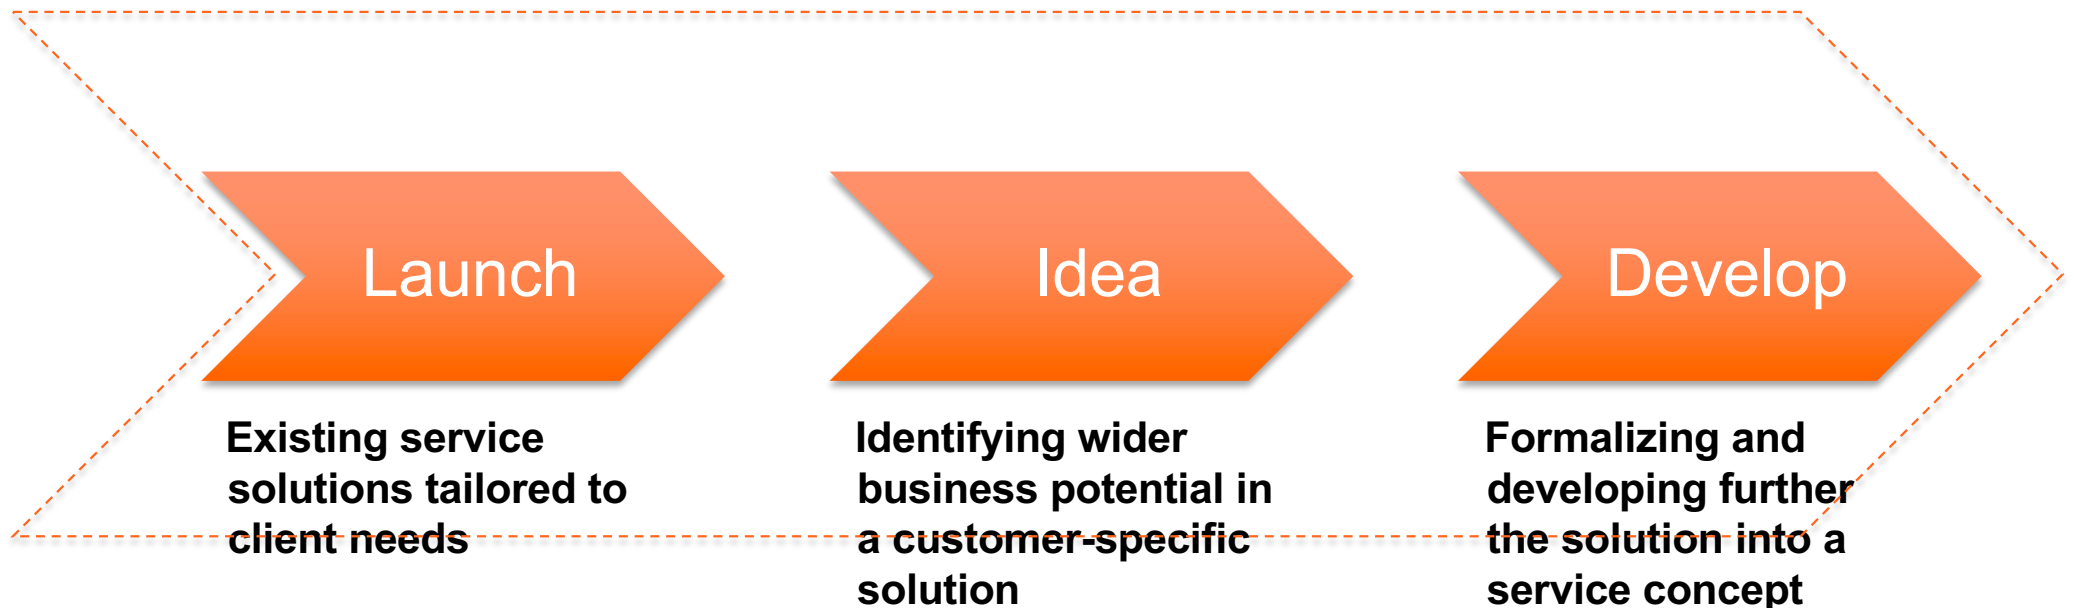 Launch
Idea
Develop
Existing service
solutions tailored to
client needs
Identifying wider
business potential in
a customer-specific
solution
Formalizing and
developing further
the solution into a
service concept